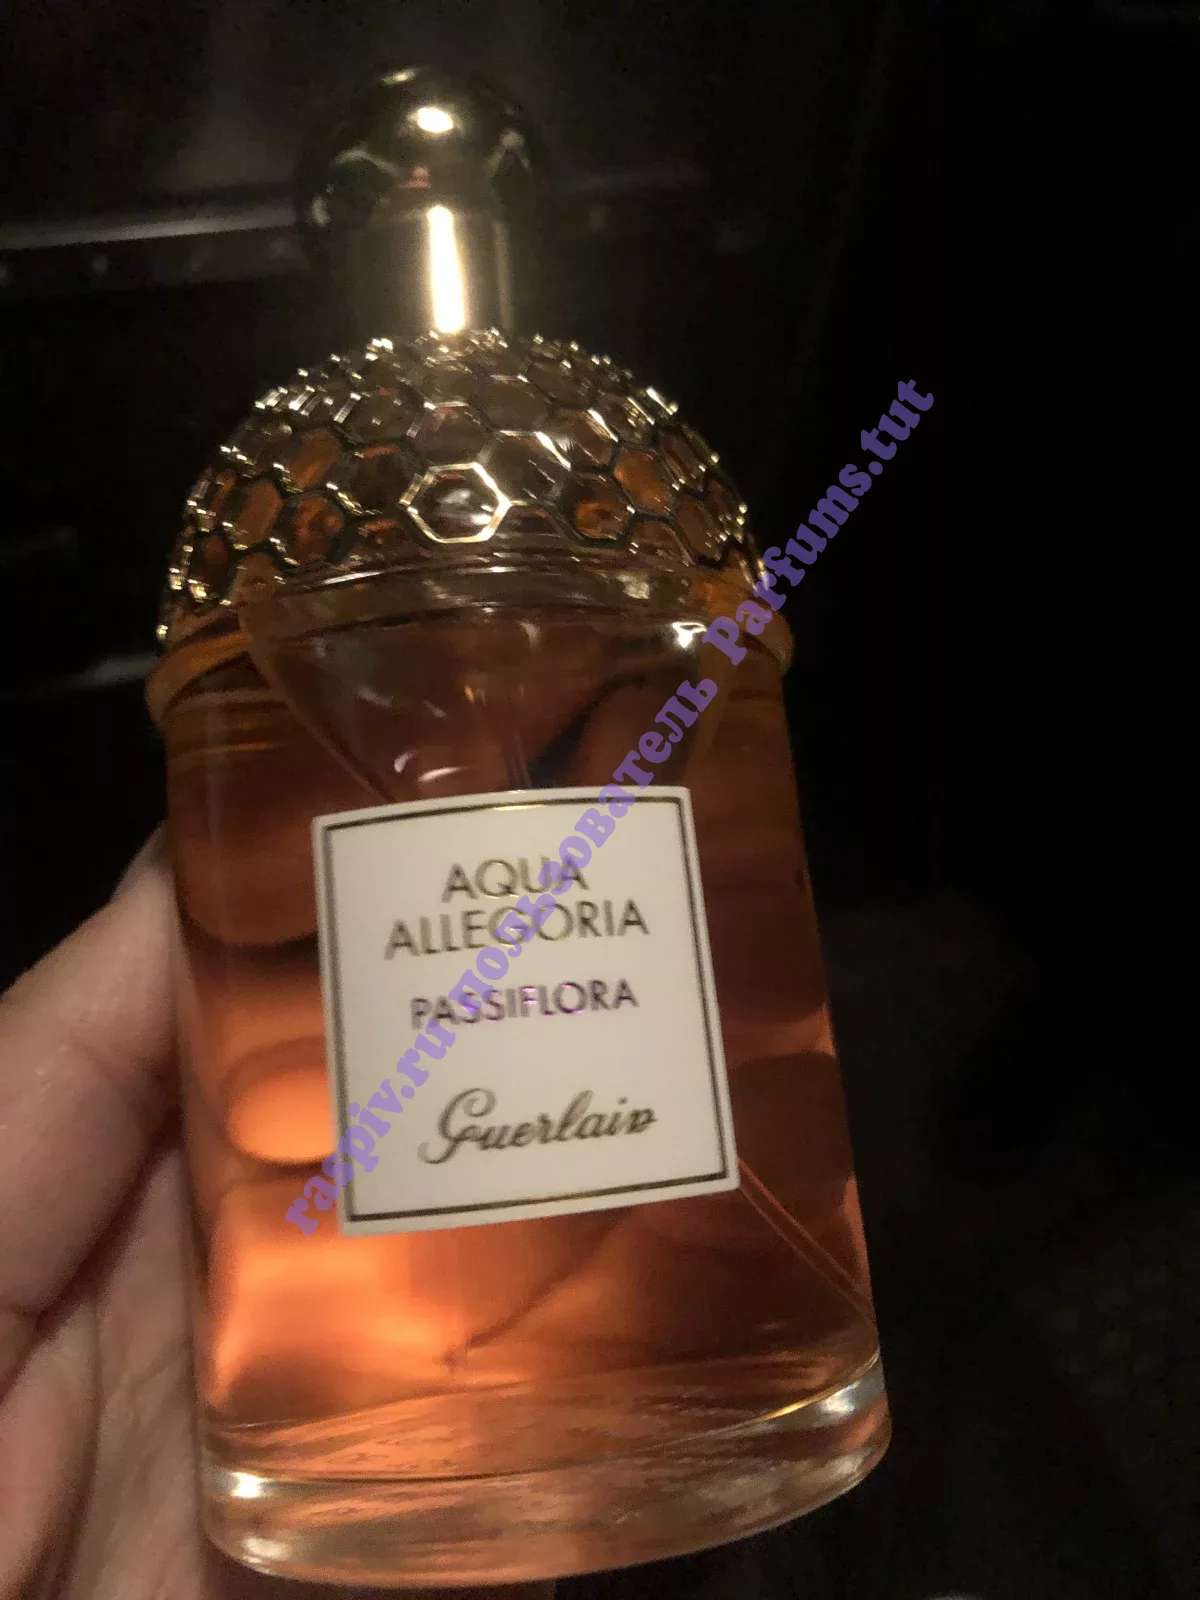 AQUA
ALLEGORIA
PASSIFLORA
Guerlain
raspiv.ru пользователь Parfums.tut